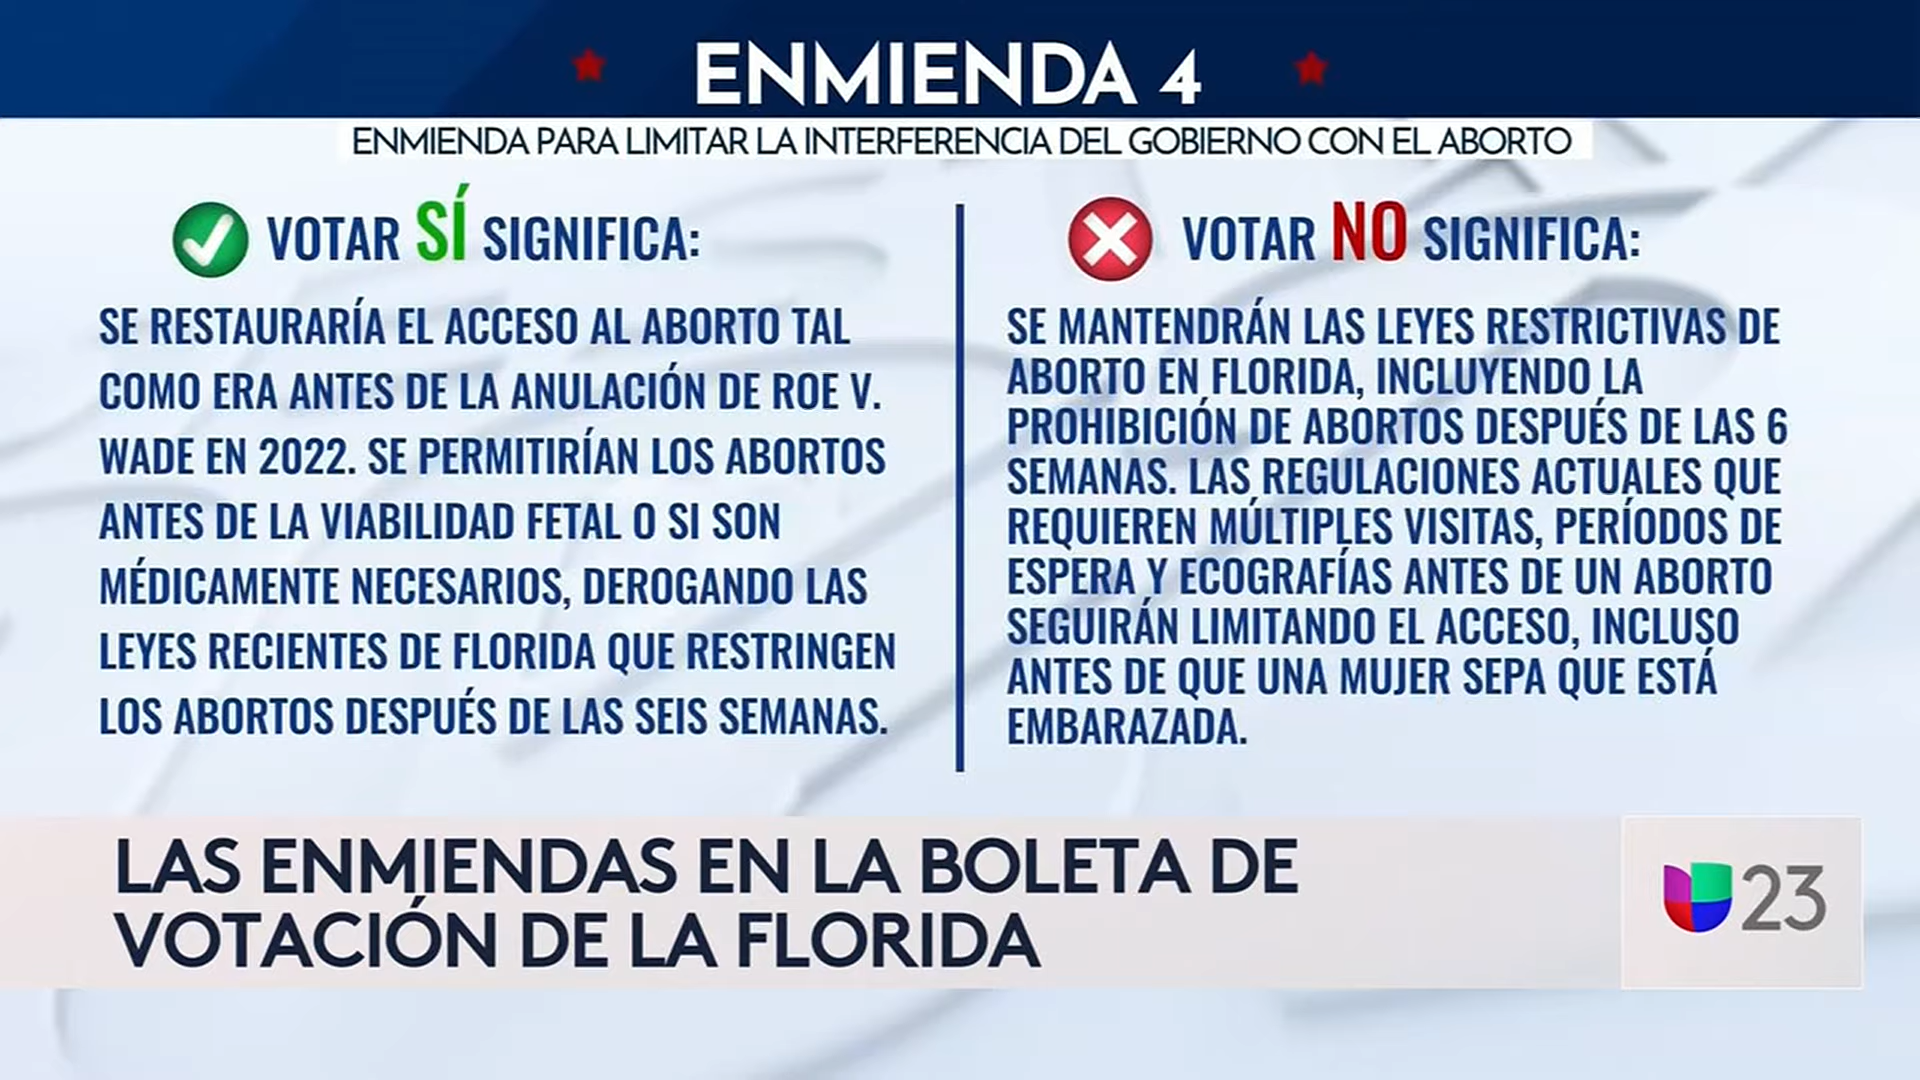 ENMIENDA 4
ENMIENDA PARA LIMITAR LA INTERFERENCIA DEL GOBIERNO CON EL ABORTO
VOTAR SÍ SIGNIFICA:
SE RESTAURARÍA EL ACCESO AL ABORTO TAL
COMO ERA ANTES DE LA ANULACIÓN DE ROE V.
WADE EN 2022. SE PERMITIRÍAN LOS ABORTOS
ANTES DE LA VIABILIDAD FETAL O SI SON
MÉDICAMENTE NECESARIOS, DEROGANDO LAS
LEYES RECIENTES DE FLORIDA QUE RESTRINGEN
LOS ABORTOS DESPUÉS DE LAS SEIS SEMANAS.
VOTAR NO SIGNIFICA:
SE MANTENDRÁN LAS LEYES RESTRICTIVAS DE
ABORTO EN FLORIDA, INCLUYENDO LA
PROHIBICIÓN DE ABORTOS DESPUÉS DE LAS 6
SEMANAS. LAS REGULACIONES ACTUALES QUE
REQUIEREN MÚLTIPLES VISITAS, PERÍODOS DE
ESPERA Y ECOGRAFÍAS ANTES DE UN ABORTO
SEGUIRÁN LIMITANDO EL ACCESO, INCLUSO
ANTES DE QUE UNA MUJER SEPA QUE ESTÁ
EMBARAZADA.
LAS ENMIENDAS EN LA BOLETA DE
VOTACIÓN DE LA FLORIDA
23